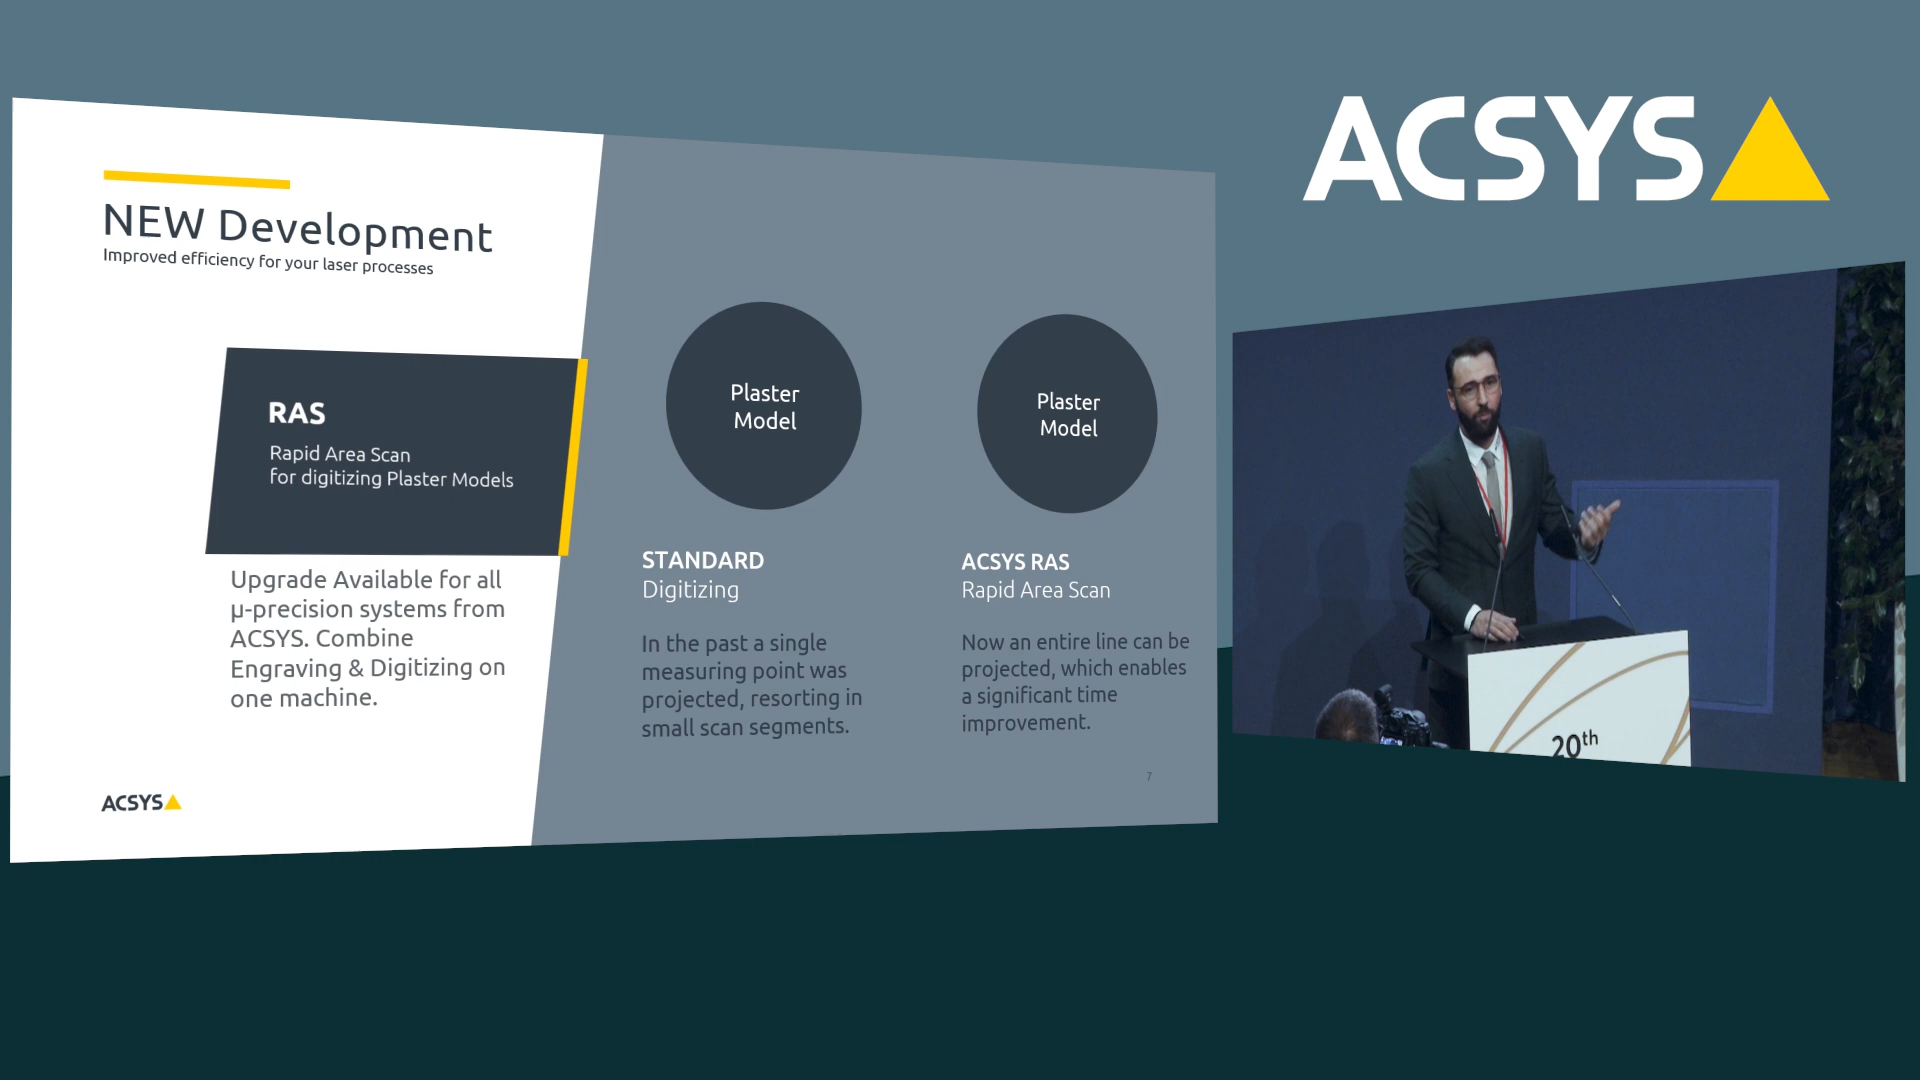 ACSYS
NEW Development
Improved efficiency for your laser processes
RAS
Rapid Area Scan
for digitizing Plaster Models
Upgrade Available for all
µ-precision systems from
ACSYS. Combine
Engraving & Digitizing on
one machine.
Plaster
Model
STANDARD
Digitizing
In the past a single
measuring point was
projected, resorting in
small scan segments.
Plaster
Model
ACSYS RAS
Rapid Area Scan
Now an entire line can be
projected, which enables
a significant time
improvement.
7
ACSYS
20th